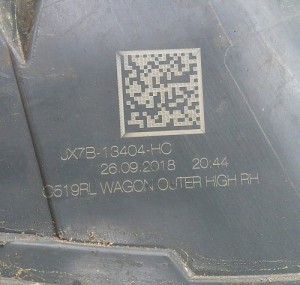 JX7B-13404-HC
26.09.2018 20:44
C519RL WAGON OUTER HIGH RH